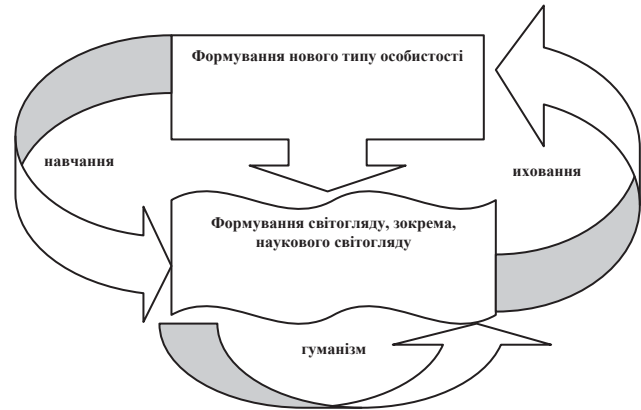 Формування нового типу особистості
навчання
иховання
Формування світогляду, зокрема,
наукового світогляду
гуманізм